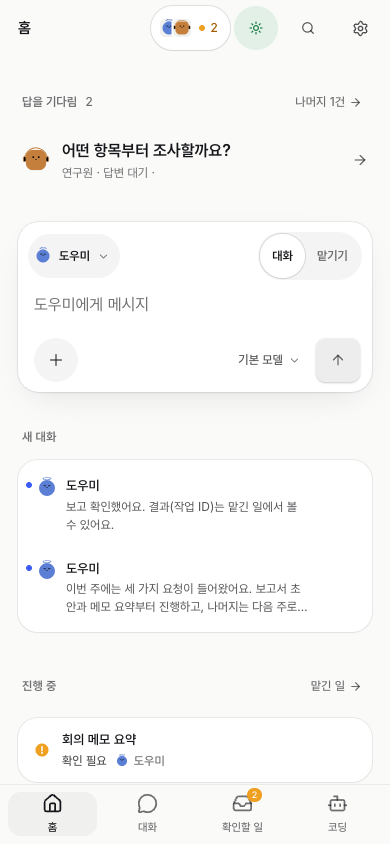 홈
2
답을 기다림 2
나머지 1건 →
어떤 항목부터 조사할까요?
연구원 · 답변 대기 ·
도우미
대화
맡기기
도우미에게 메시지
기본 모델
새 대화
도우미
보고 확인했어요. 결과(작업 ID)는 맡긴 일에서 볼
수 있어요.
도우미
이번 주에는 세 가지 요청이 들어왔어요. 보고서 초
안과 메모 요약부터 진행하고, 나머지는 다음 주로...
진행 중
맡긴 일 →
회의 메모 요약
확인 필요 도우미
2
홈
대화
확인할 일
코딩